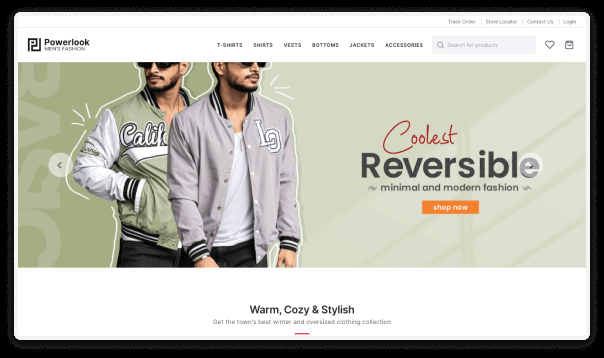 Track Order | Store Locator | Contact Us | Login
Powerlook
MEN'S FASHION
T-SHIRTS SHIRTS VESTS BOTTOMS JACKETS ACCESSORIES
Search for products
Calif
LD
Coolest
Reversible
minimal and modern fashion
shop now
Warm, Cozy & Stylish
Get the town's best winter and oversized clothing collection